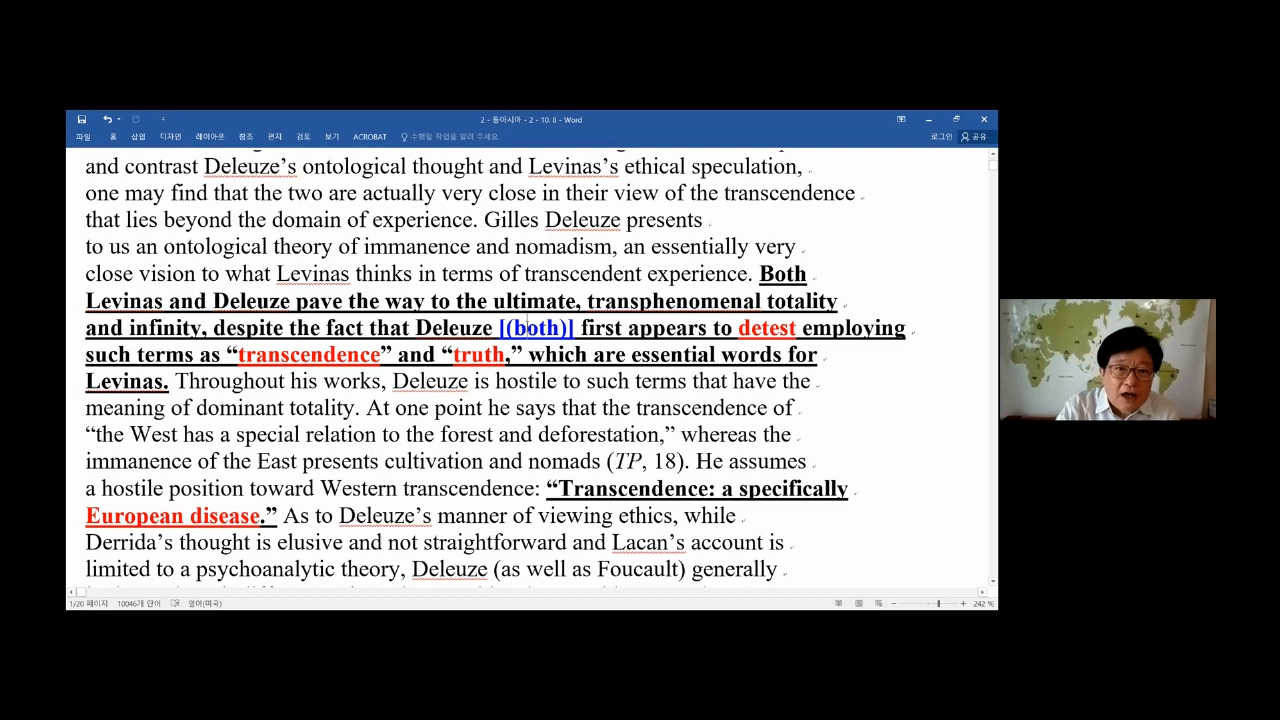 2 - 동아시아 - 2 - 10. 8 - Word
파일 홈 삽입 디자인 레이아웃 참조 편지 검토 보기 ACROBAT 수행할 작업을 알려 주세요. 로그인 공유
and contrast Deleuze’s ontological thought and Levinas’s ethical speculation,
one may find that the two are actually very close in their view of the transcendence
that lies beyond the domain of experience. Gilles Deleuze presents
to us an ontological theory of immanence and nomadism, an essentially very
close vision to what Levinas thinks in terms of transcendent experience. Both
Levinas and Deleuze pave the way to the ultimate, transphenomenal totality
and infinity, despite the fact that Deleuze [(both)] first appears to detest employing
such terms as “transcendence” and “truth,” which are essential words for
Levinas. Throughout his works, Deleuze is hostile to such terms that have the
meaning of dominant totality. At one point he says that the transcendence of
“the West has a special relation to the forest and deforestation,” whereas the
immanence of the East presents cultivation and nomads (TP, 18). He assumes
a hostile position toward Western transcendence: “Transcendence: a specifically
European disease.” As to Deleuze’s manner of viewing ethics, while
Derrida’s thought is elusive and not straightforward and Lacan’s account is
limited to a psychoanalytic theory, Deleuze (as well as Foucault) generally
1/20 페이지 10046개 단어 영어(미국) 242 %